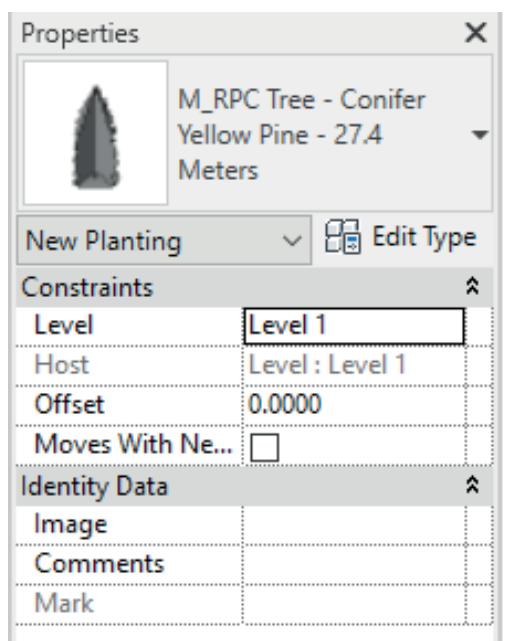 Properties
M_RPC Tree - Conifer
Yellow Pine - 27.4
Meters
New Planting Edit Type
Constraints
Level Level 1
Host Level : Level 1
Offset 0.0000
Moves With Ne...
Identity Data
Image
Comments
Mark